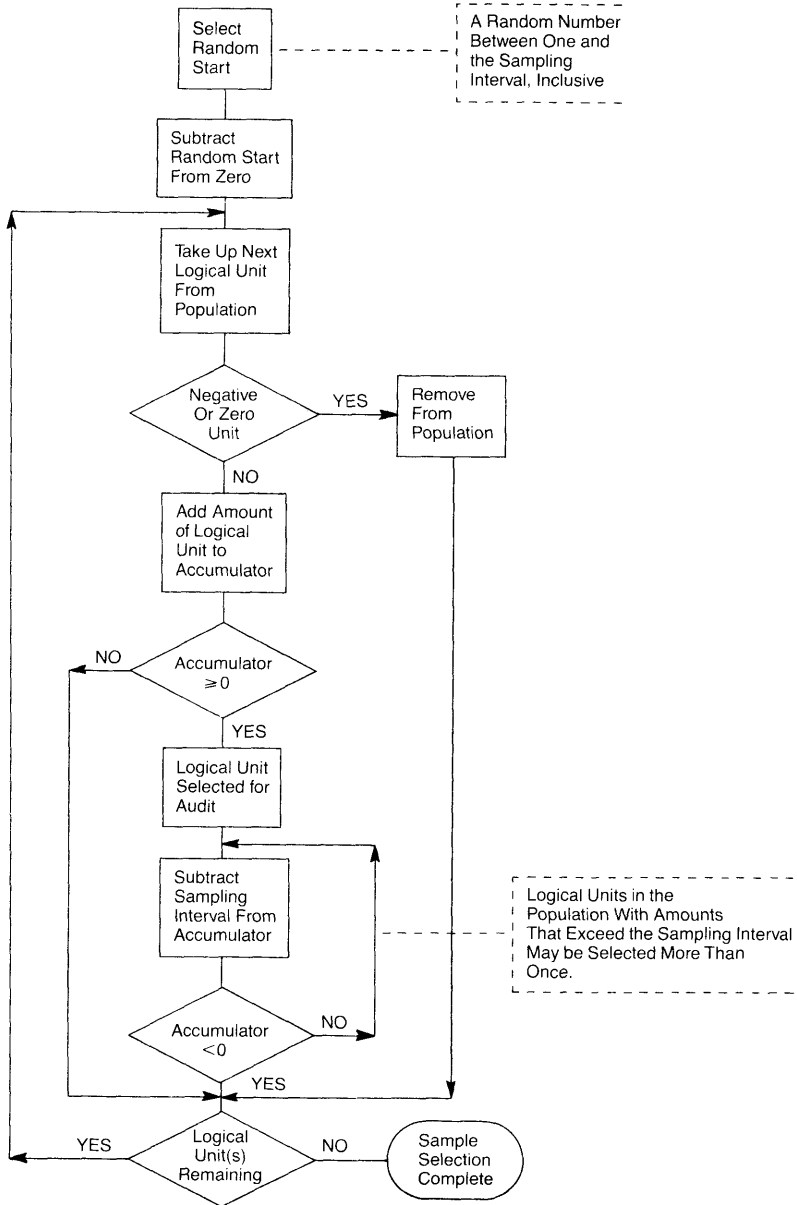 Select
Random
Start
A Random Number
Between One and
the Sampling
Interval, Inclusive
Subtract
Random Start
From Zero
Take Up Next
Logical Unit
From
Population
Negative
Or Zero
Unit
YES
Remove
From
Population
NO
Add Amount
of Logical
Unit to
Accumulator
NO
Accumulator
⩾0
YES
Logical Unit
Selected for
Audit
Subtract
Sampling
Interval From
Accumulator
Logical Units in the
Population With Amounts
That Exceed the Sampling Interval
May be Selected More Than
Once.
Accumulator
<0
NO
YES
YES
Logical
Unit(s)
Remaining
NO
Sample
Selection
Complete